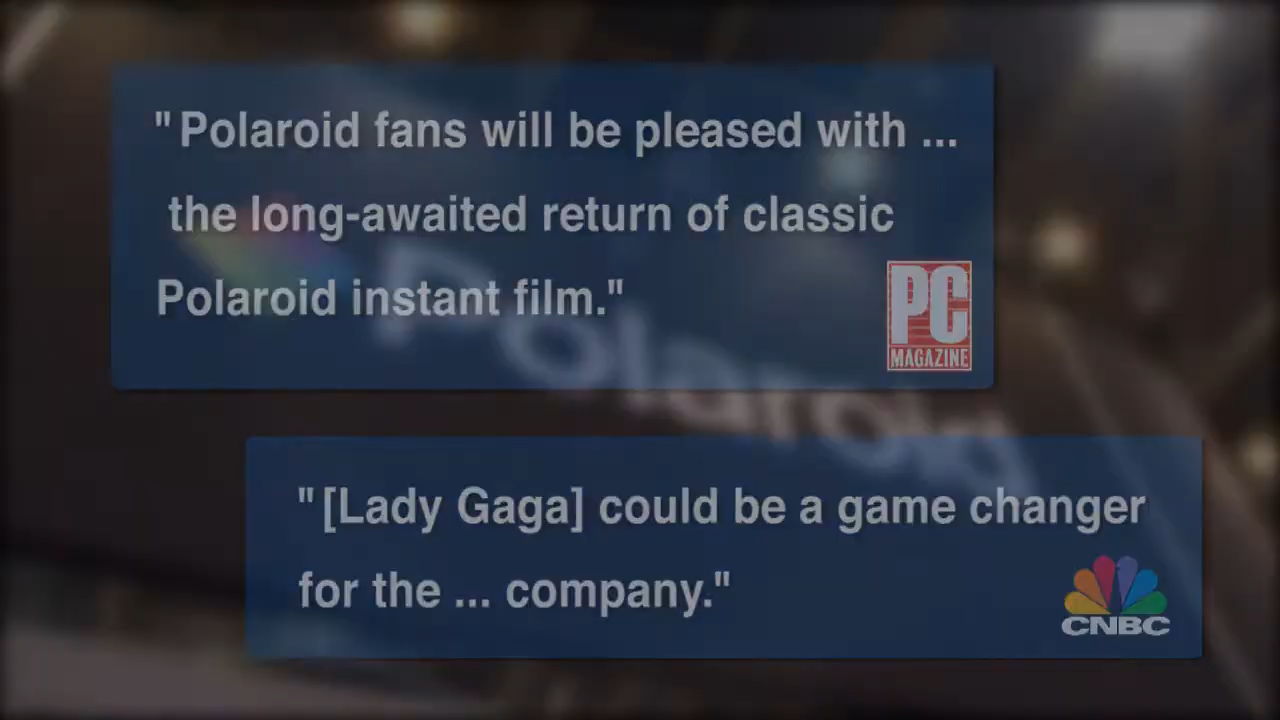 "Polaroid fans will be pleased with ...
the long-awaited return of classic
Polaroid instant film."
PC
MAGAZINE
Polaroid
"[Lady Gaga] could be a game changer
for the ... company."
CNBC